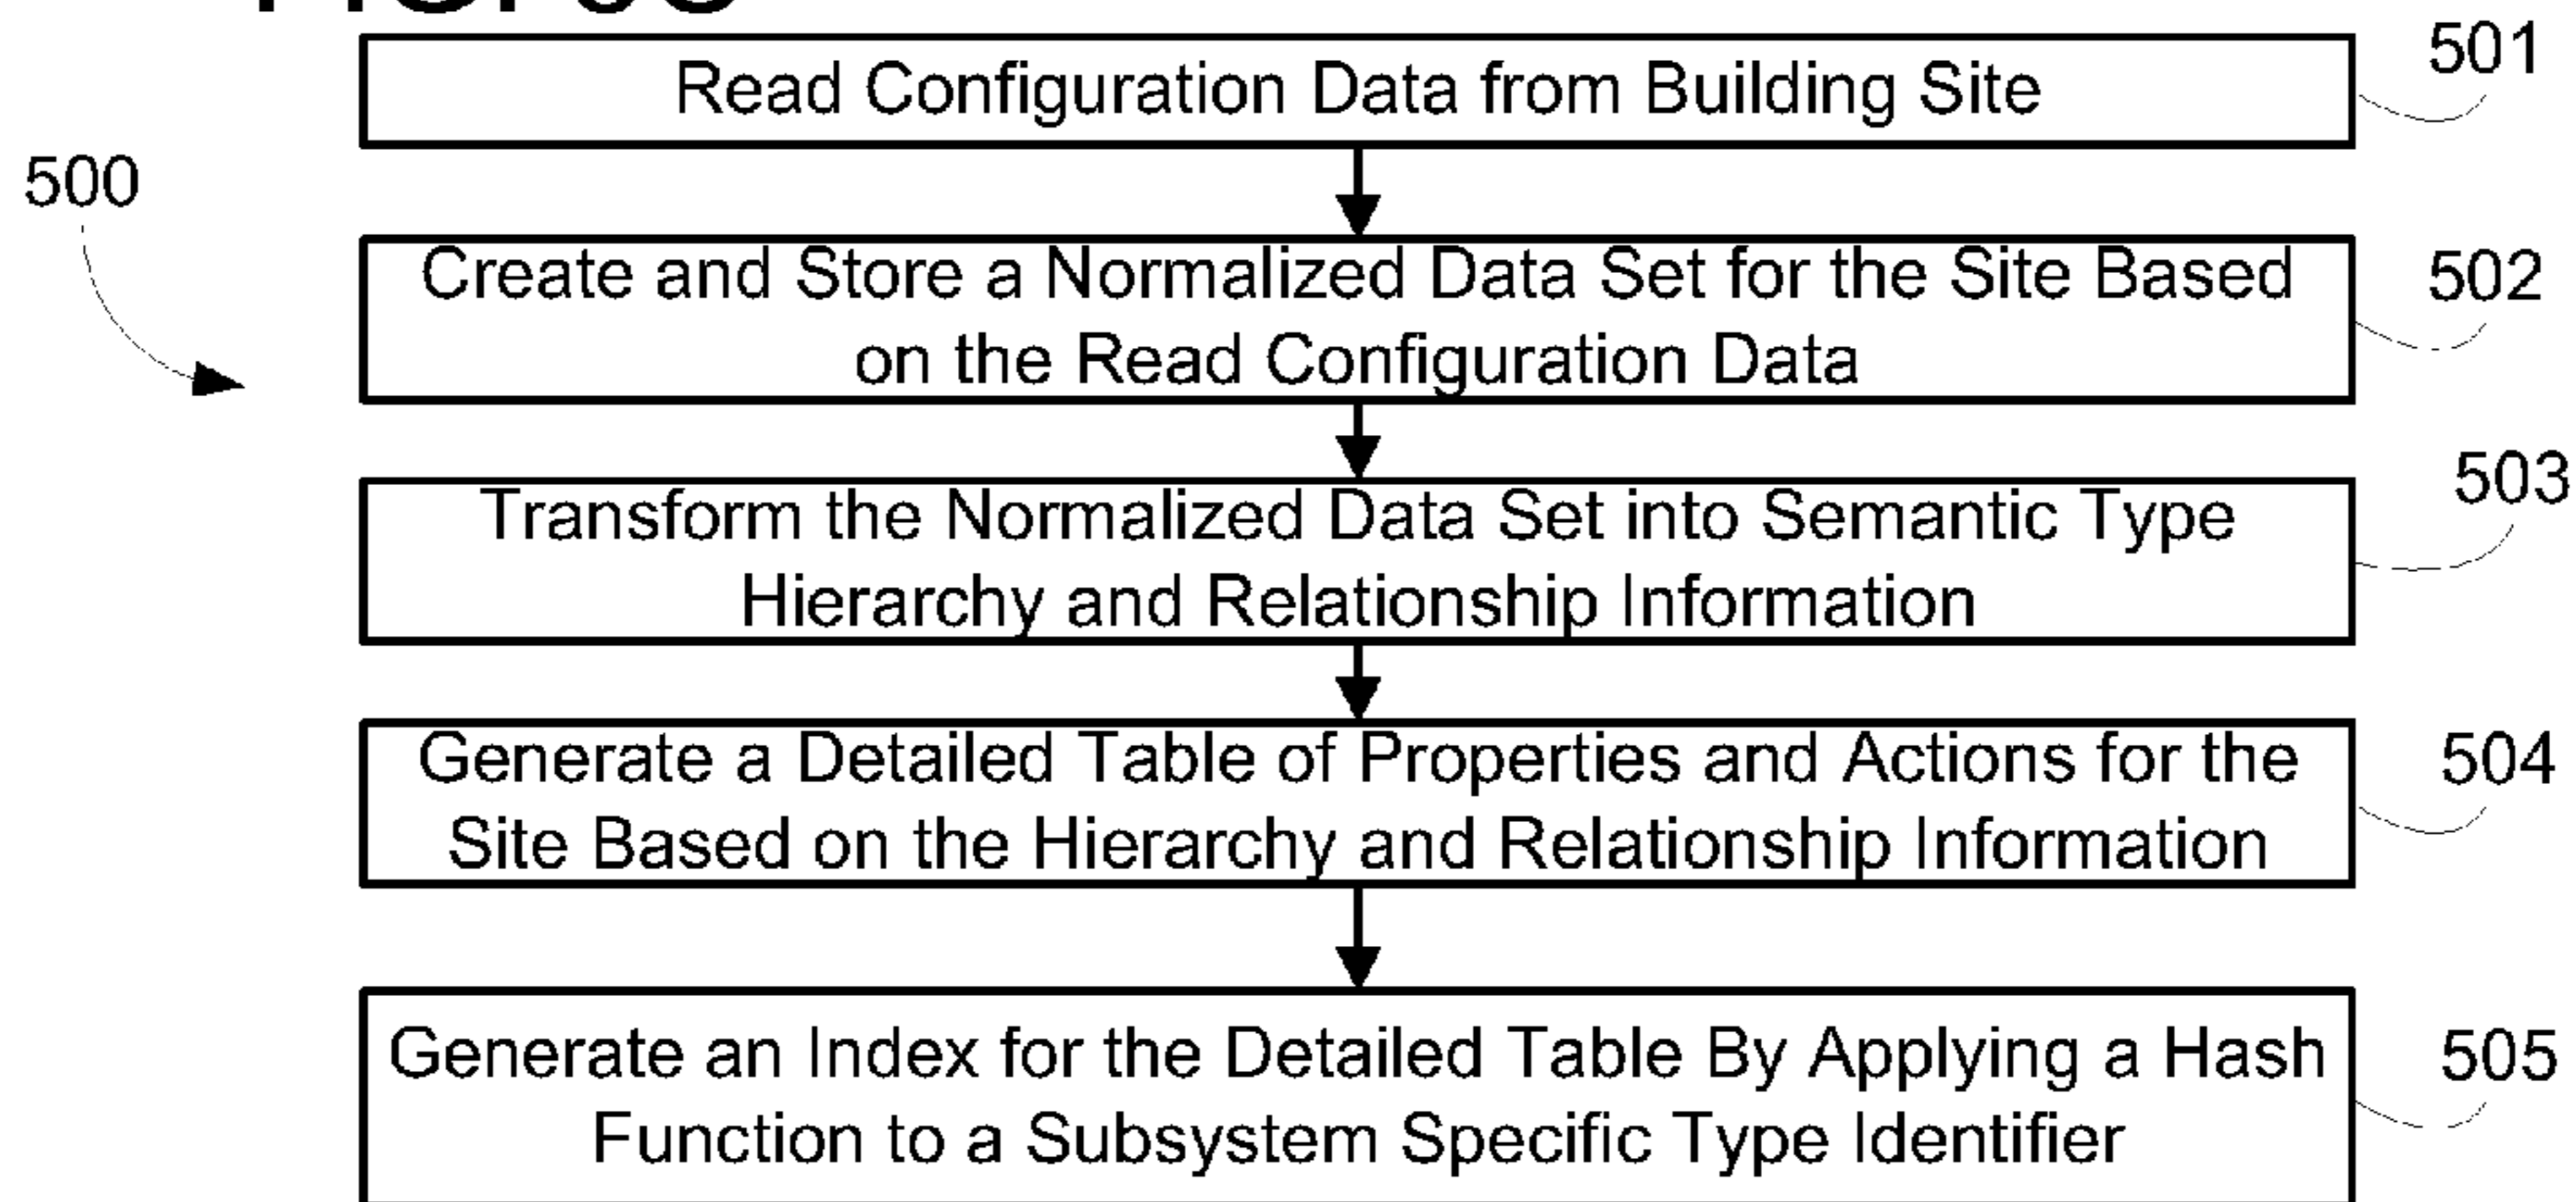 Read Configuration Data from Building Site
501
500
Create and Store a Normalized Data Set for the Site Based
on the Read Configuration Data
502
Transform the Normalized Data Set into Semantic Type
Hierarchy and Relationship Information
503
Generate a Detailed Table of Properties and Actions for the
Site Based on the Hierarchy and Relationship Information
504
Generate an Index for the Detailed Table By Applying a Hash
Function to a Subsystem Specific Type Identifier
505